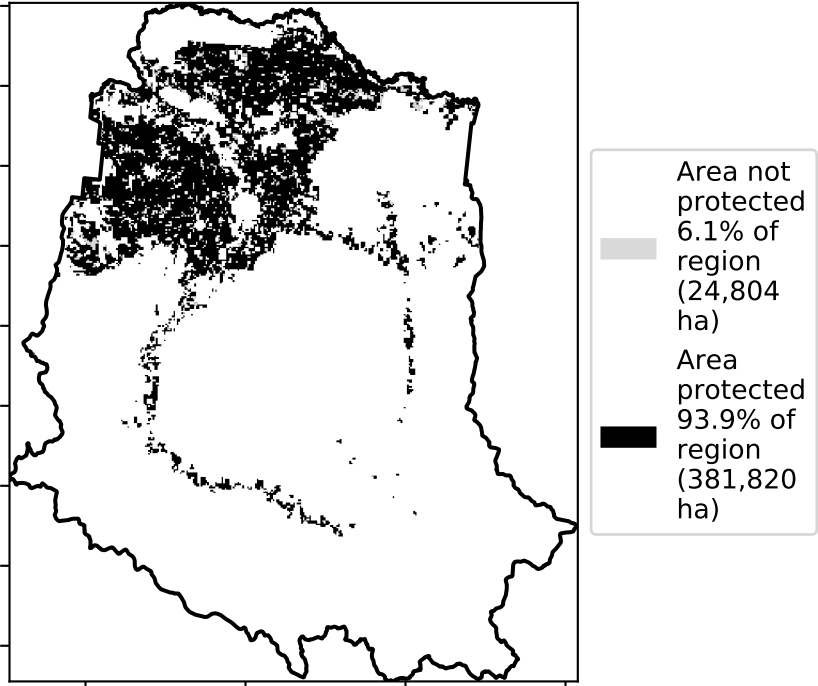 Area not
protected
6.1% of
region
(24,804
ha)
Area
protected
93.9% of
region
(381,820
ha)